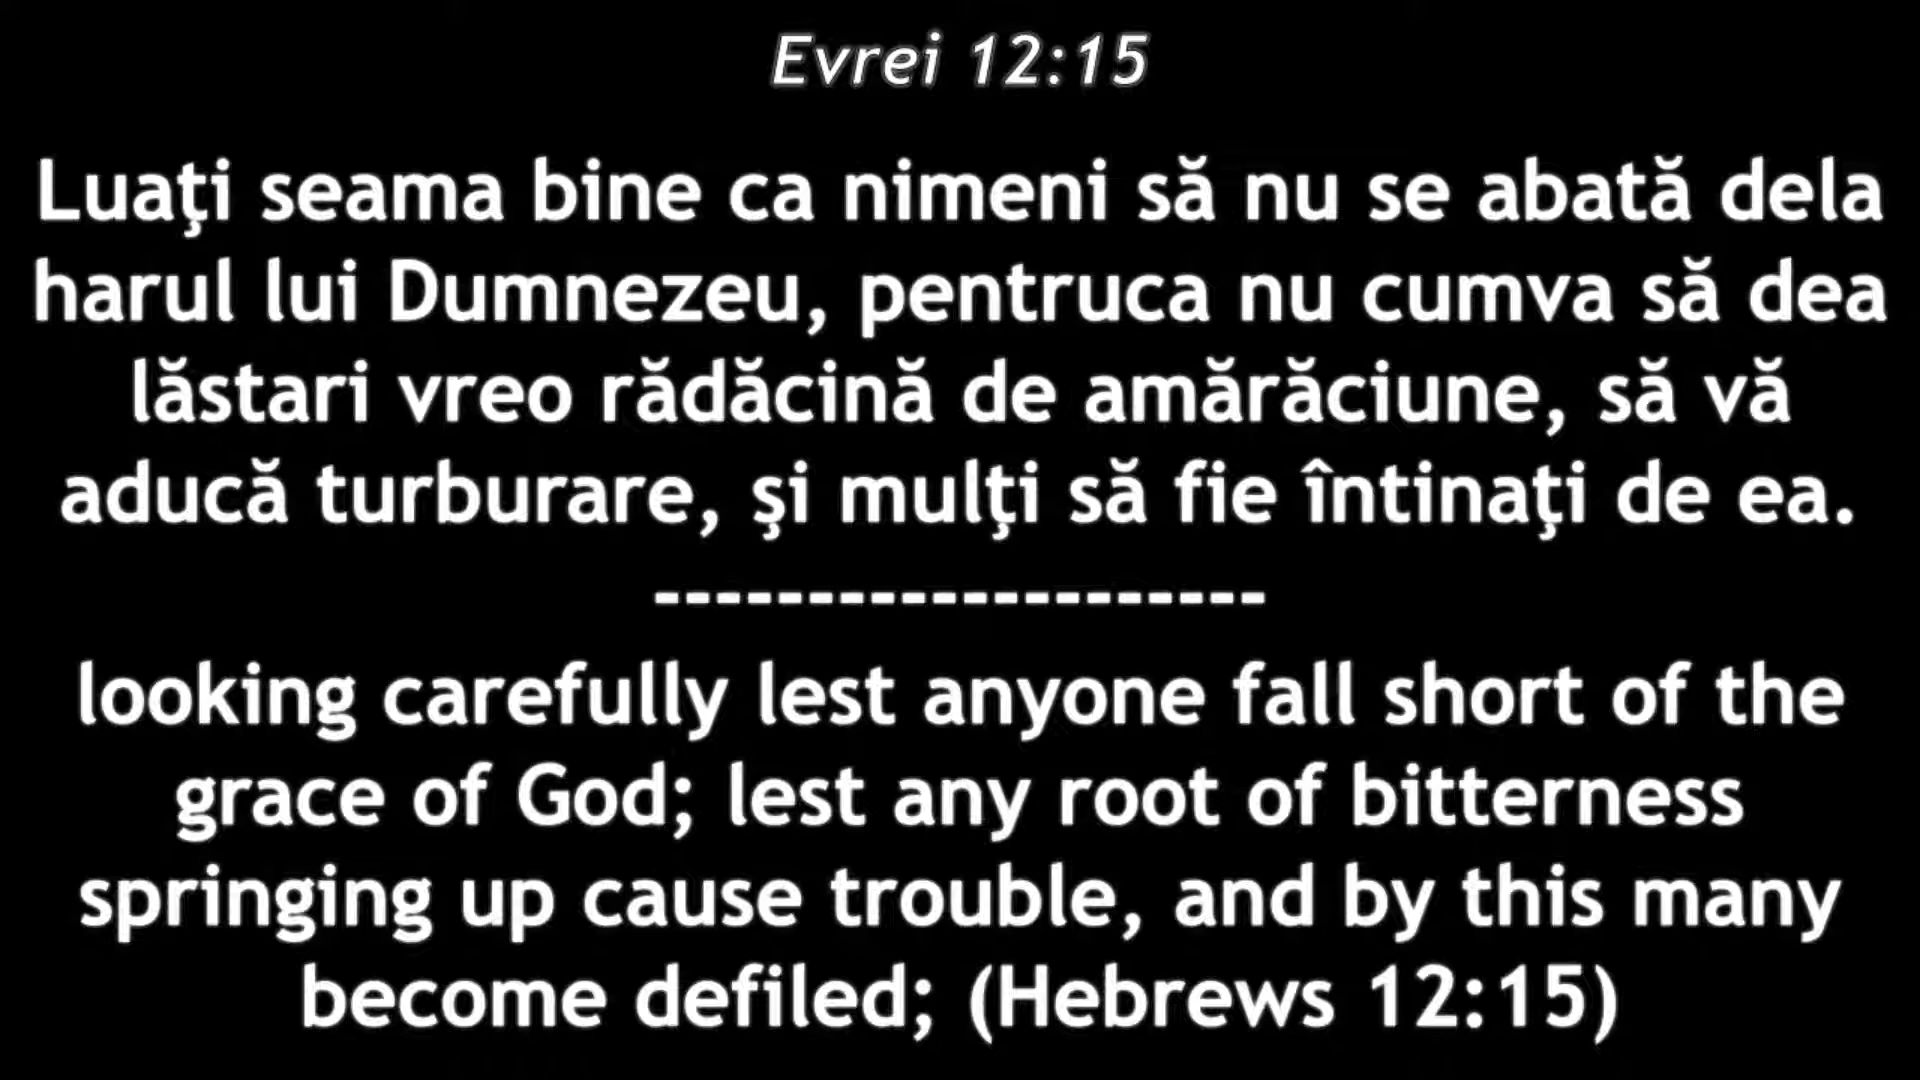 Evrei 12:15
Luaţi seama bine ca nimeni să nu se abată dela
harul lui Dumnezeu, pentruca nu cumva să dea
lăstari vreo rădăcină de amărăciune, să vă
aducă turburare, şi mulţi să fie întinaţi de ea.
--------------------
looking carefully lest anyone fall short of the
grace of God; lest any root of bitterness
springing up cause trouble, and by this many
become defiled; (Hebrews 12:15)